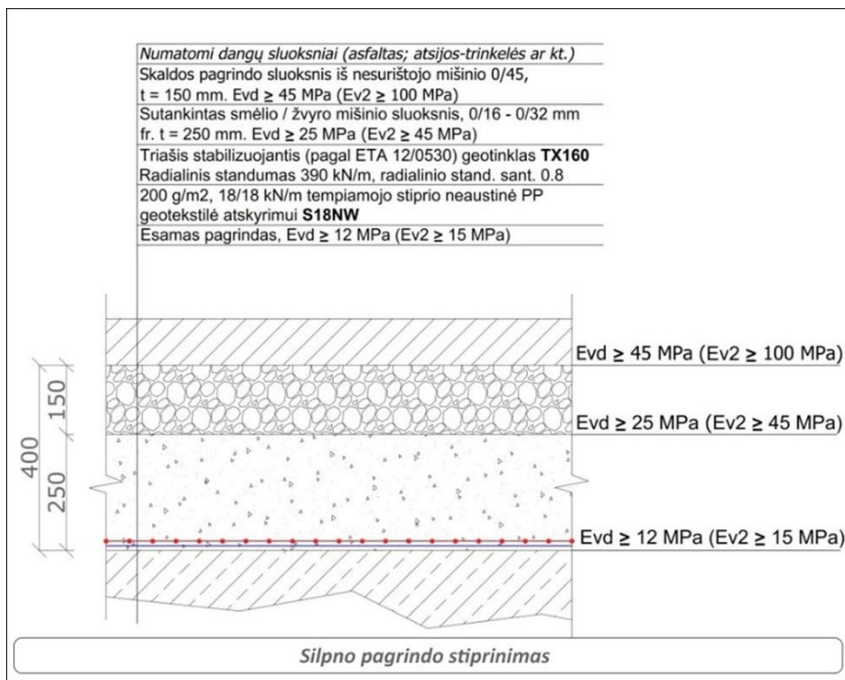 Numatomi dangų sluoksniai (asfaltas; atsijos-trinkelės ar kt.)
Skaldos pagrindo sluoksnis iš nesurištojo mišinio 0/45,
t = 150 mm. Evd ≥ 45 MPa (Ev2 ≥ 100 MPa)
Sutankintas smėlio / žvyro mišinio sluoksnis, 0/16 - 0/32 mm
fr. t = 250 mm. Evd ≥ 25 MPa (Ev2 ≥ 45 MPa)
Triašis stabilizuojantis (pagal ETA 12/0530) geotinklas TX160
Radialinis standumas 390 kN/m, radialinio stand. sant. 0.8
200 g/m2, 18/18 kN/m tempiamojo stiprio neaustinė PP
geotekstilė atskyrimui S18NW
Esamas pagrindas, Evd ≥ 12 MPa (Ev2 ≥ 15 MPa)
Evd ≥ 45 MPa (Ev2 ≥ 100 MPa)
150
Evd ≥ 25 MPa (Ev2 ≥ 45 MPa)
400
250
Evd ≥ 12 MPa (Ev2 ≥ 15 MPa)
Silpno pagrindo stiprinimas